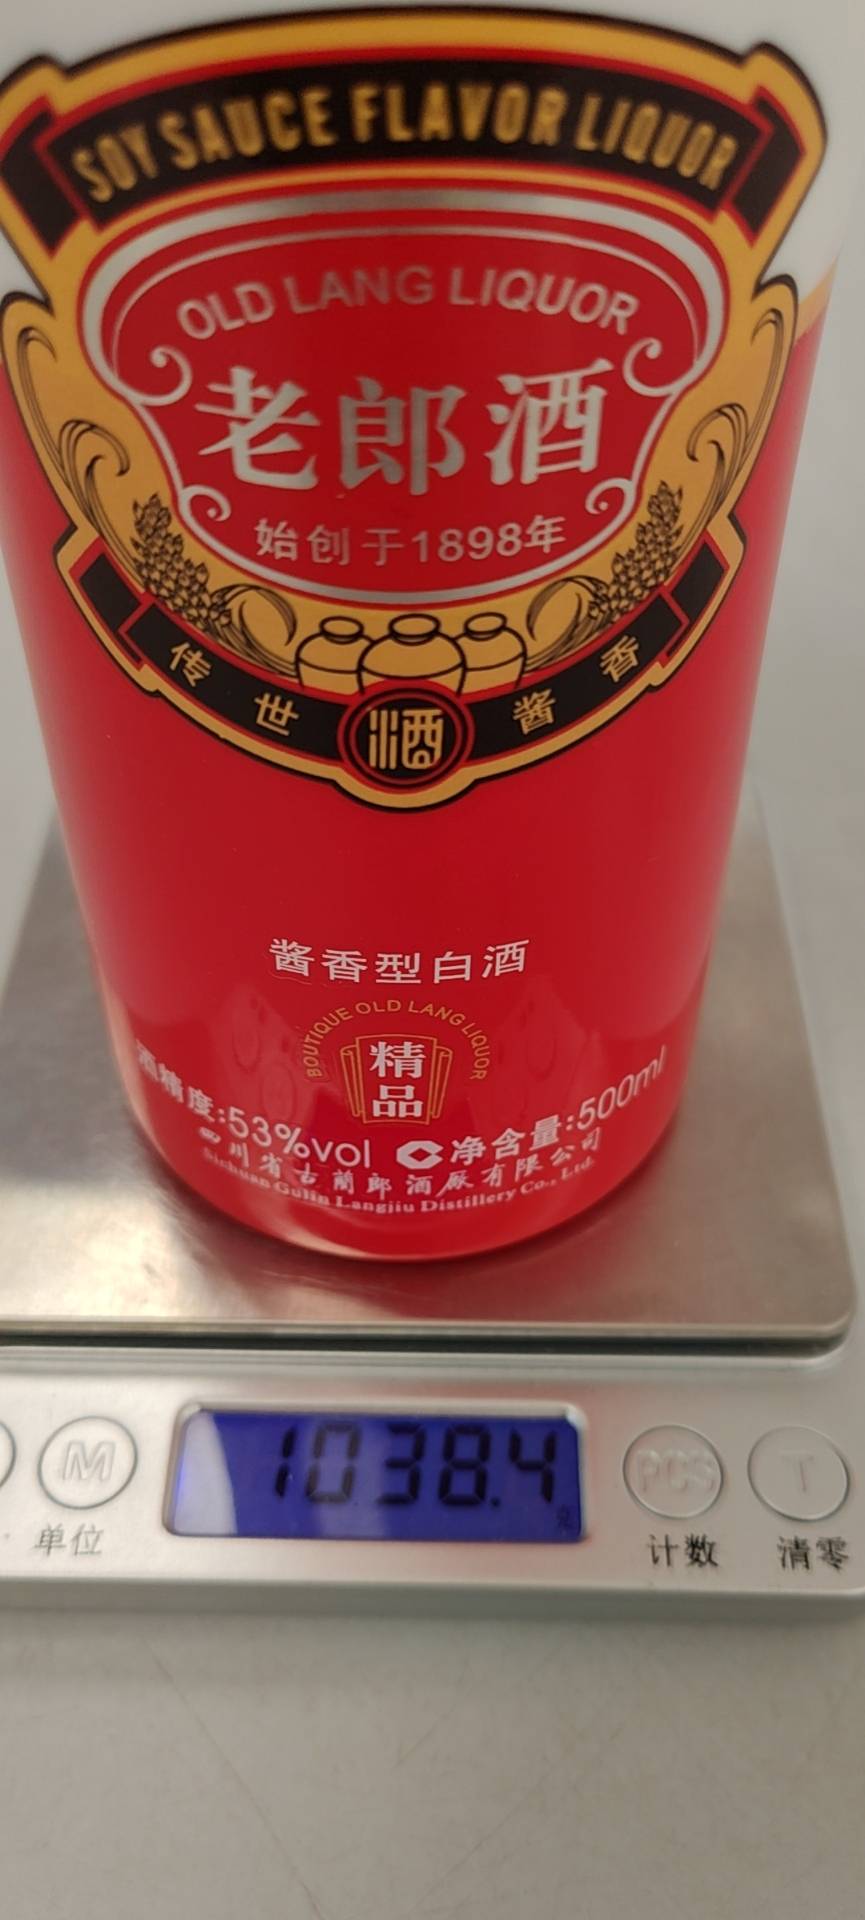 SOY SAUCE FLAVOR LIQUOR
OLD LANG LIQUOR
老郎酒
始创于1898年
传世酒酱香
酱香型白酒
BOUTIQUE OLD LANG LIQUOR
精品
酒精度:53%vol 净含量:500ml
四川省古蔺郎酒厂有限公司
Sichuan Gulin Langjiu Distillery Co., Ltd.
1038.4
M PCS T
单位 计数 清零